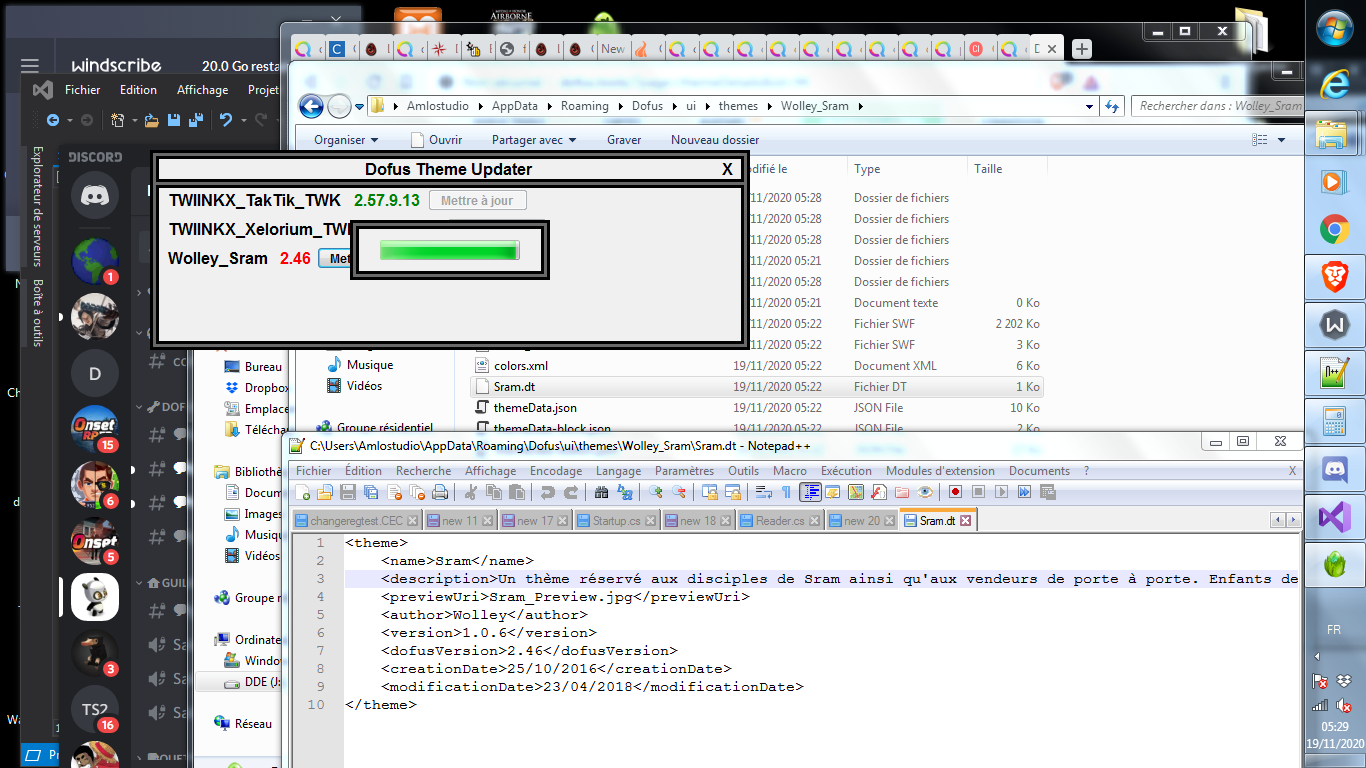 windscribe
20.0 Go resta
Fichier Edition Affichage Projet
Explorateur de serveurs
Boîte à outils
DISCORD
New
Amlostudio AppData Roaming Dofus ui themes Wolley_Sram
Rechercher dans : Wolley_Sram
Organiser Ouvrir Partager avec Graver Nouveau dossier
Type Taille
Dofus Theme Updater X
TWIINKX_TakTik_TWK 2.57.9.13 Mettre à jour
TWIINKX_Xelorium_TW
Wolley_Sram 2.46 Met
11/2020 05:28 Dossier de fichiers
11/2020 05:28 Dossier de fichiers
11/2020 05:28 Dossier de fichiers
11/2020 05:21 Dossier de fichiers
11/2020 05:28 Dossier de fichiers
11/2020 05:21 Document texte 0 Ko
11/2020 05:22 Fichier SWF 2 202 Ko
11/2020 05:22 Fichier SWF 3 Ko
colors.xml 19/11/2020 05:22 Document XML 6 Ko
Sram.dt 19/11/2020 05:22 Fichier DT 1 Ko
themeData.json 19/11/2020 05:22 JSON File 10 Ko
themeData-block.json 19/11/2020 05:22 JSON File 2 Ko
Musique
Vidéos
Groupe résidentiel
Bureau
Dropbox
Emplace
Téléchar
Bibliothè
Docum
Images
Musiqu
Vidéos
Groupe r
Ordinate
Windo
DDE (J:
Réseau
D
DOF
GUIL
Sa
Sa
Sa
TS2
1
15
6
5
3
16
C:\Users\Amlostudio\AppData\Roaming\Dofus\ui\themes\Wolley_Sram\Sram.dt - Notepad++
Fichier Édition Recherche Affichage Encodage Langage Paramètres Outils Macro Exécution Modules d'extension Documents ? X
changeregtest.CEC new 11 new 17 Startup.cs new 18 Reader.cs new 20 Sram.dt
1 <theme>
2 <name>Sram</name>
3 <description>Un thème réservé aux disciples de Sram ainsi qu'aux vendeurs de porte à porte. Enfants de
4 <previewUri>Sram_Preview.jpg</previewUri>
5 <author>Wolley</author>
6 <version>1.0.6</version>
7 <dofusVersion>2.46</dofusVersion>
8 <creationDate>25/10/2016</creationDate>
9 <modificationDate>23/04/2018</modificationDate>
10 </theme>
FR
05:29
19/11/2020